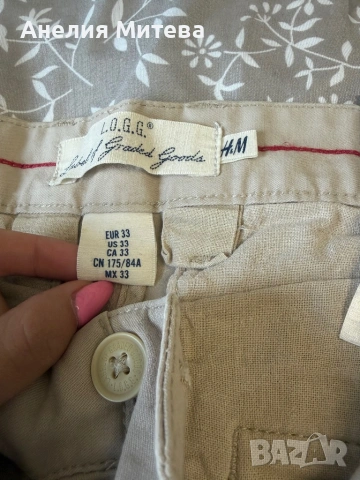 Анелия Митева
L.O.G.G.®
Label of Graded Goods
H&M
EUR 33
US 33
CA 33
CN 175/84A
MX 33
BAZAR